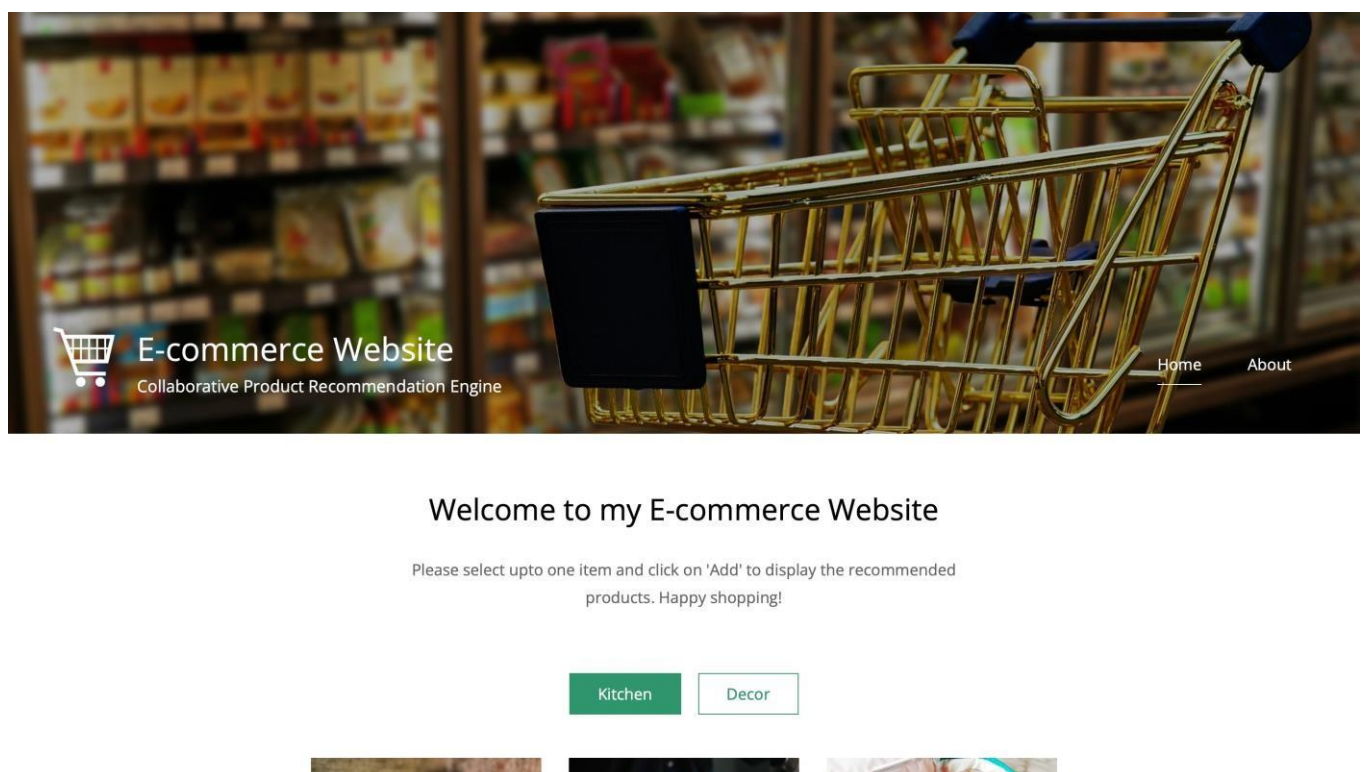 E-commerce Website
Collaborative Product Recommendation Engine
Home
About
Welcome to my E-commerce Website
Please select upto one item and click on 'Add' to display the recommended
products. Happy shopping!
Kitchen
Decor